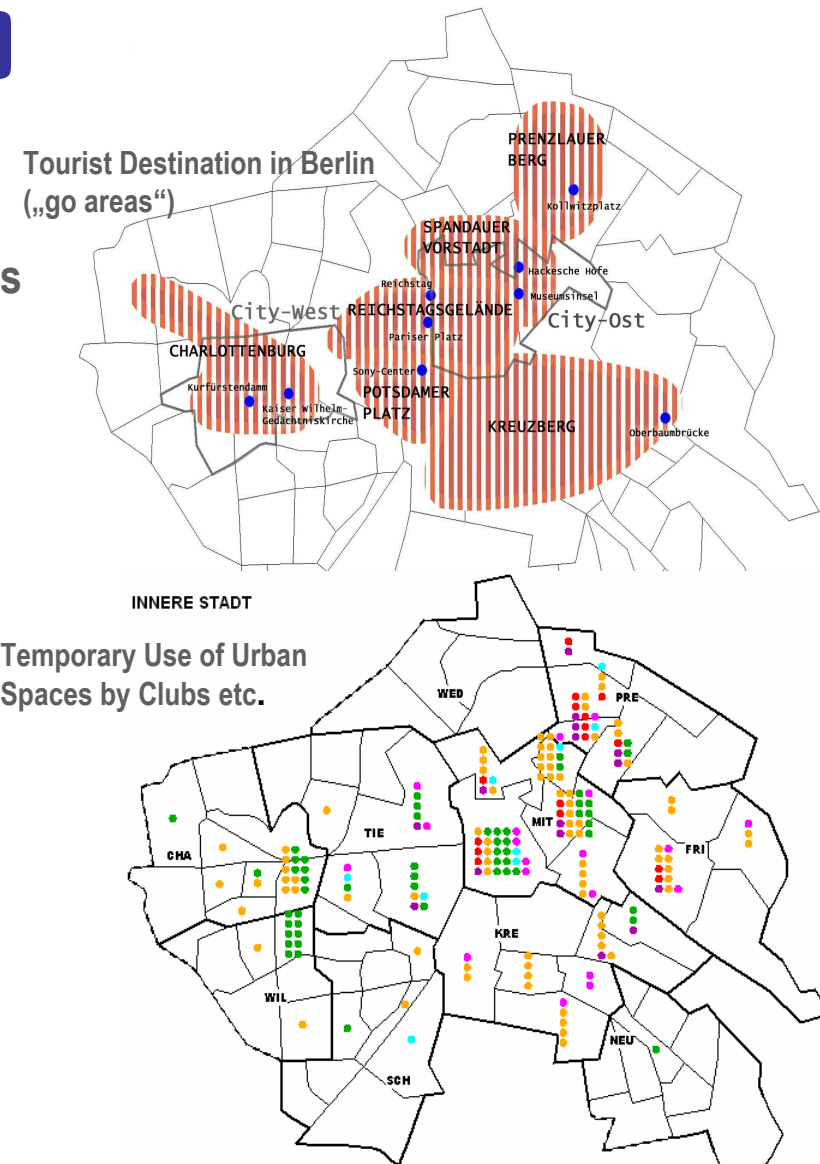 Tourist Destination in Berlin
(„go areas“)
s
PRENZLAUER
BERG
Kollwitzplatz
SPANDAUER
VORSTADT
Hackesche Höfe
Reichstag
Museumsinsel
City-West
REICHSTAGSGELÄNDE
City-Ost
Pariser Platz
CHARLOTTENBURG
Sony-Center
Kurfürstendamm
POTSDAMER
PLATZ
Kaiser Wilhelm-
Gedächtniskirche
KREUZBERG
Oberbaumbrücke
INNERE STADT
Temporary Use of Urban
Spaces by Clubs etc.
WED
PRE
TIE
MIT
CHA
FRI
KRE
WIL
NEU
SCH